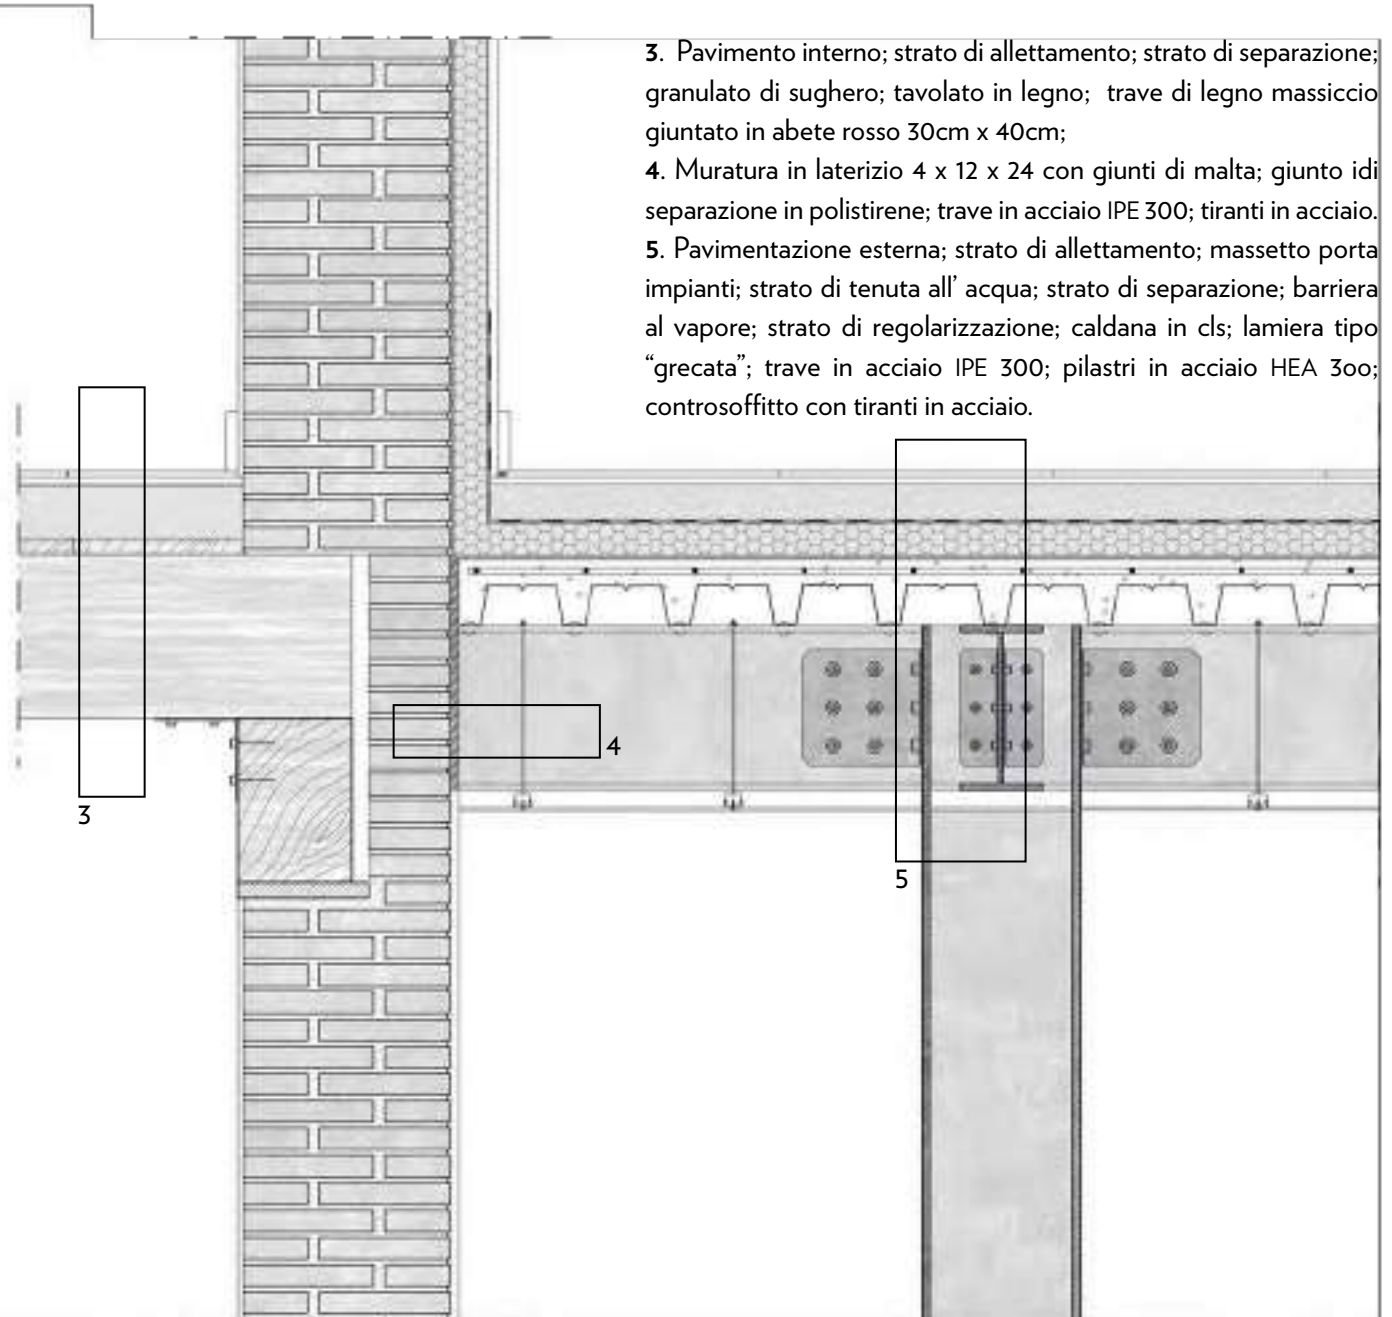 3. Pavimento interno; strato di allettamento; strato di separazione;
granulato di sughero; tavolato in legno; trave di legno massiccio
giuntato in abete rosso 30cm x 40cm;
4. Muratura in laterizio 4 x 12 x 24 con giunti di malta; giunto idi
separazione in polistirene; trave in acciaio IPE 300; tiranti in acciaio.
5. Pavimentazione esterna; strato di allettamento; massetto porta
impianti; strato di tenuta all' acqua; strato di separazione; barriera
al vapore; strato di regolarizzazione; caldana in cls; lamiera tipo
“grecata”; trave in acciaio IPE 300; pilastri in acciaio HEA 3oo;
controsoffitto con tiranti in acciaio.
4
3
5